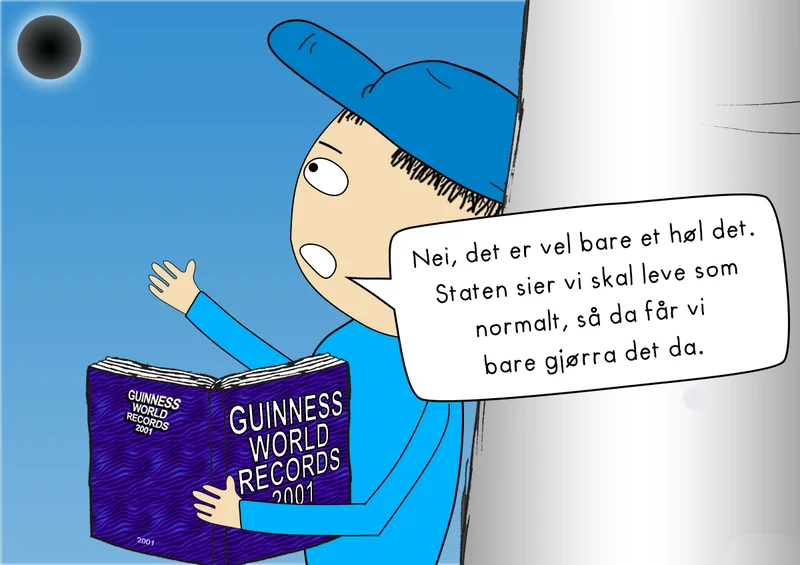 Nei, det er vel bare et høl det.
Staten sier vi skal leve som
normalt, så da får vi
bare gjørra det da.
GUINNESS
WORLD
RECORDS
2001
2001
GUINNESS
WORLD
RECORDS
2001